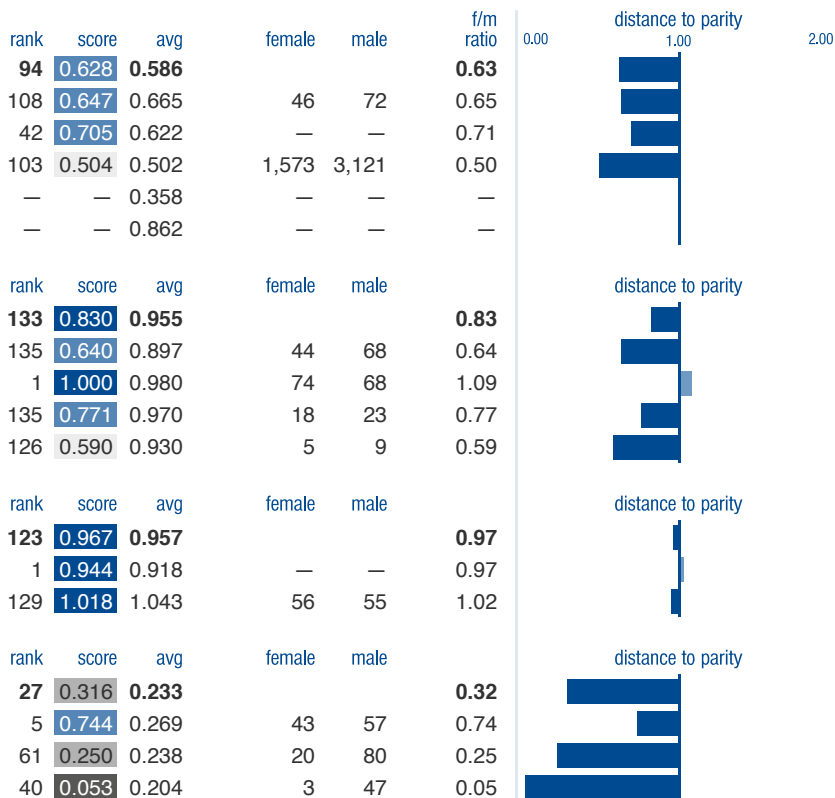 f/m distance to parity
rank score avg female male ratio 0.00 1.00 2.00
94 0.628 0.586 0.63
108 0.647 0.665 46 72 0.65
42 0.705 0.622 — — 0.71
103 0.504 0.502 1,573 3,121 0.50
— — 0.358 — — —
— — 0.862 — — —
rank score avg female male distance to parity
133 0.830 0.955 0.83
135 0.640 0.897 44 68 0.64
1 1.000 0.980 74 68 1.09
135 0.771 0.970 18 23 0.77
126 0.590 0.930 5 9 0.59
rank score avg female male distance to parity
123 0.967 0.957 0.97
1 0.944 0.918 — — 0.97
129 1.018 1.043 56 55 1.02
rank score avg female male distance to parity
27 0.316 0.233 0.32
5 0.744 0.269 43 57 0.74
61 0.250 0.238 20 80 0.25
40 0.053 0.204 3 47 0.05